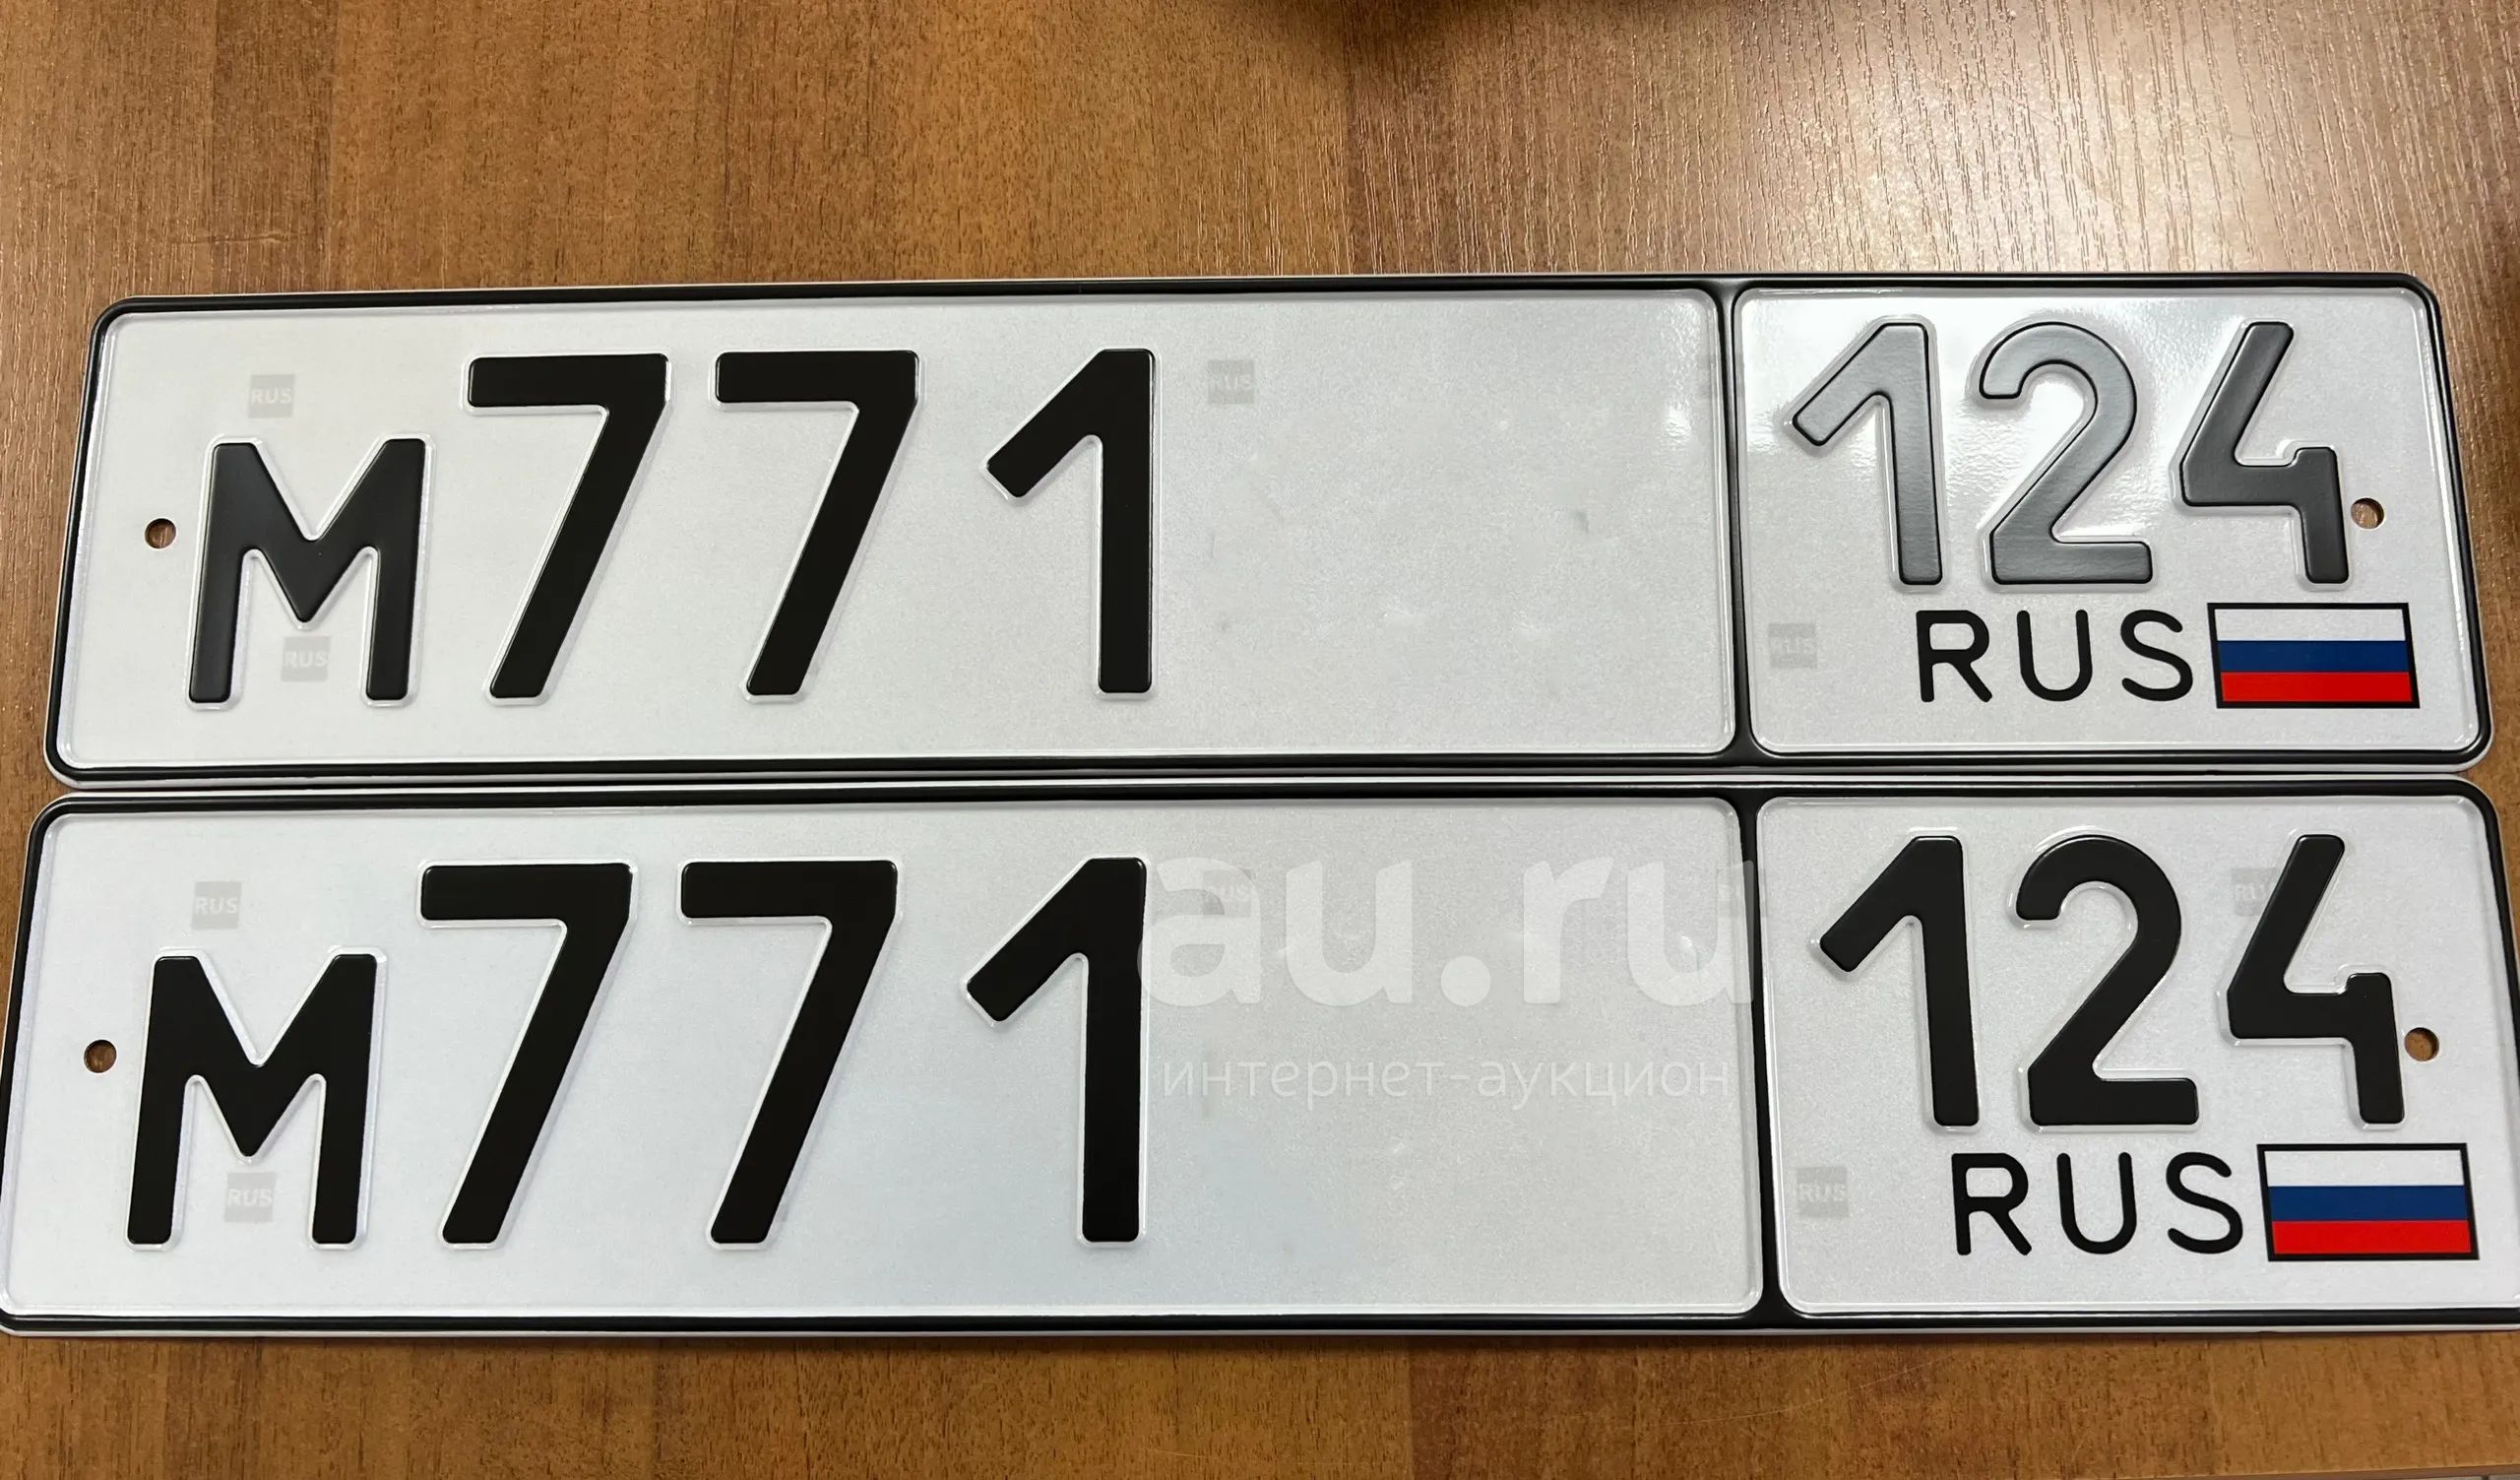 М771 124
RUS
М771 124
RUS
au.ru
интернет-аукцион